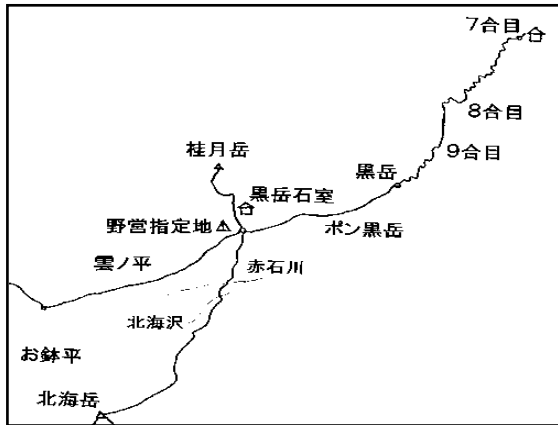 7合目
8合目
9合目
桂月岳
黒岳
黒岳石室
野営指定地
ポン黒岳
雲ノ平
赤石川
北海沢
お鉢平
北海岳